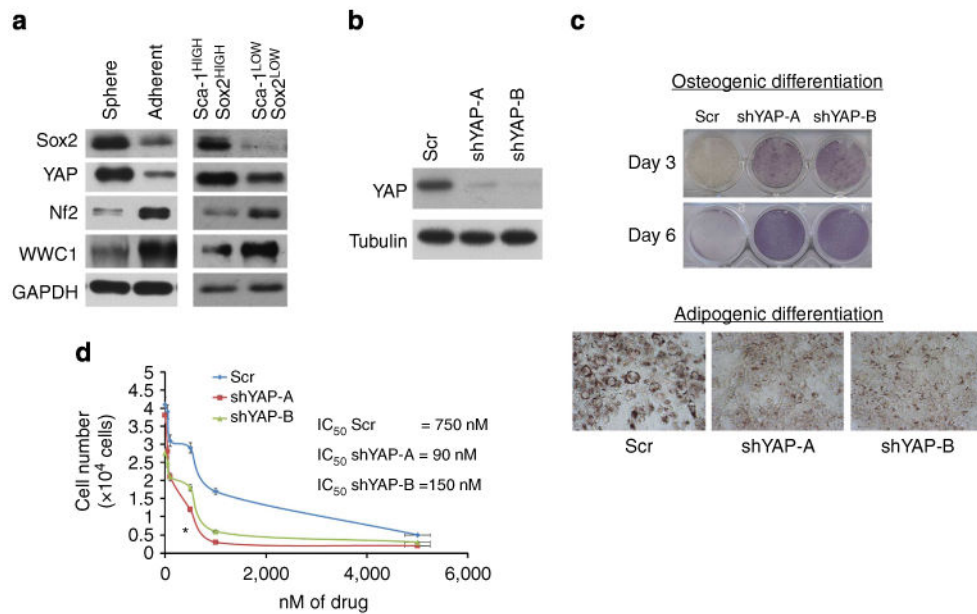 a
Sphere
Adherent
Sca-1HIGH
Sox2HIGH
Sca-1LOW
Sox2LOW
Sox2
YAP
Nf2
WWC1
GAPDH
b
Scr
shYAP-A
shYAP-B
YAP
Tubulin
c
Osteogenic differentiation
Scr shYAP-A shYAP-B
Day 3
Day 6
Adipogenic differentiation
Scr shYAP-A shYAP-B
d
Cell number
(×10⁴ cells)
5
4.5
4
3.5
3
2.5
2
1.5
1
0.5
0
Scr
shYAP-A
shYAP-B
IC₅₀ Scr = 750 nM
IC₅₀ shYAP-A = 90 nM
IC₅₀ shYAP-B =150 nM
*
0 2,000 4,000 6,000
nM of drug